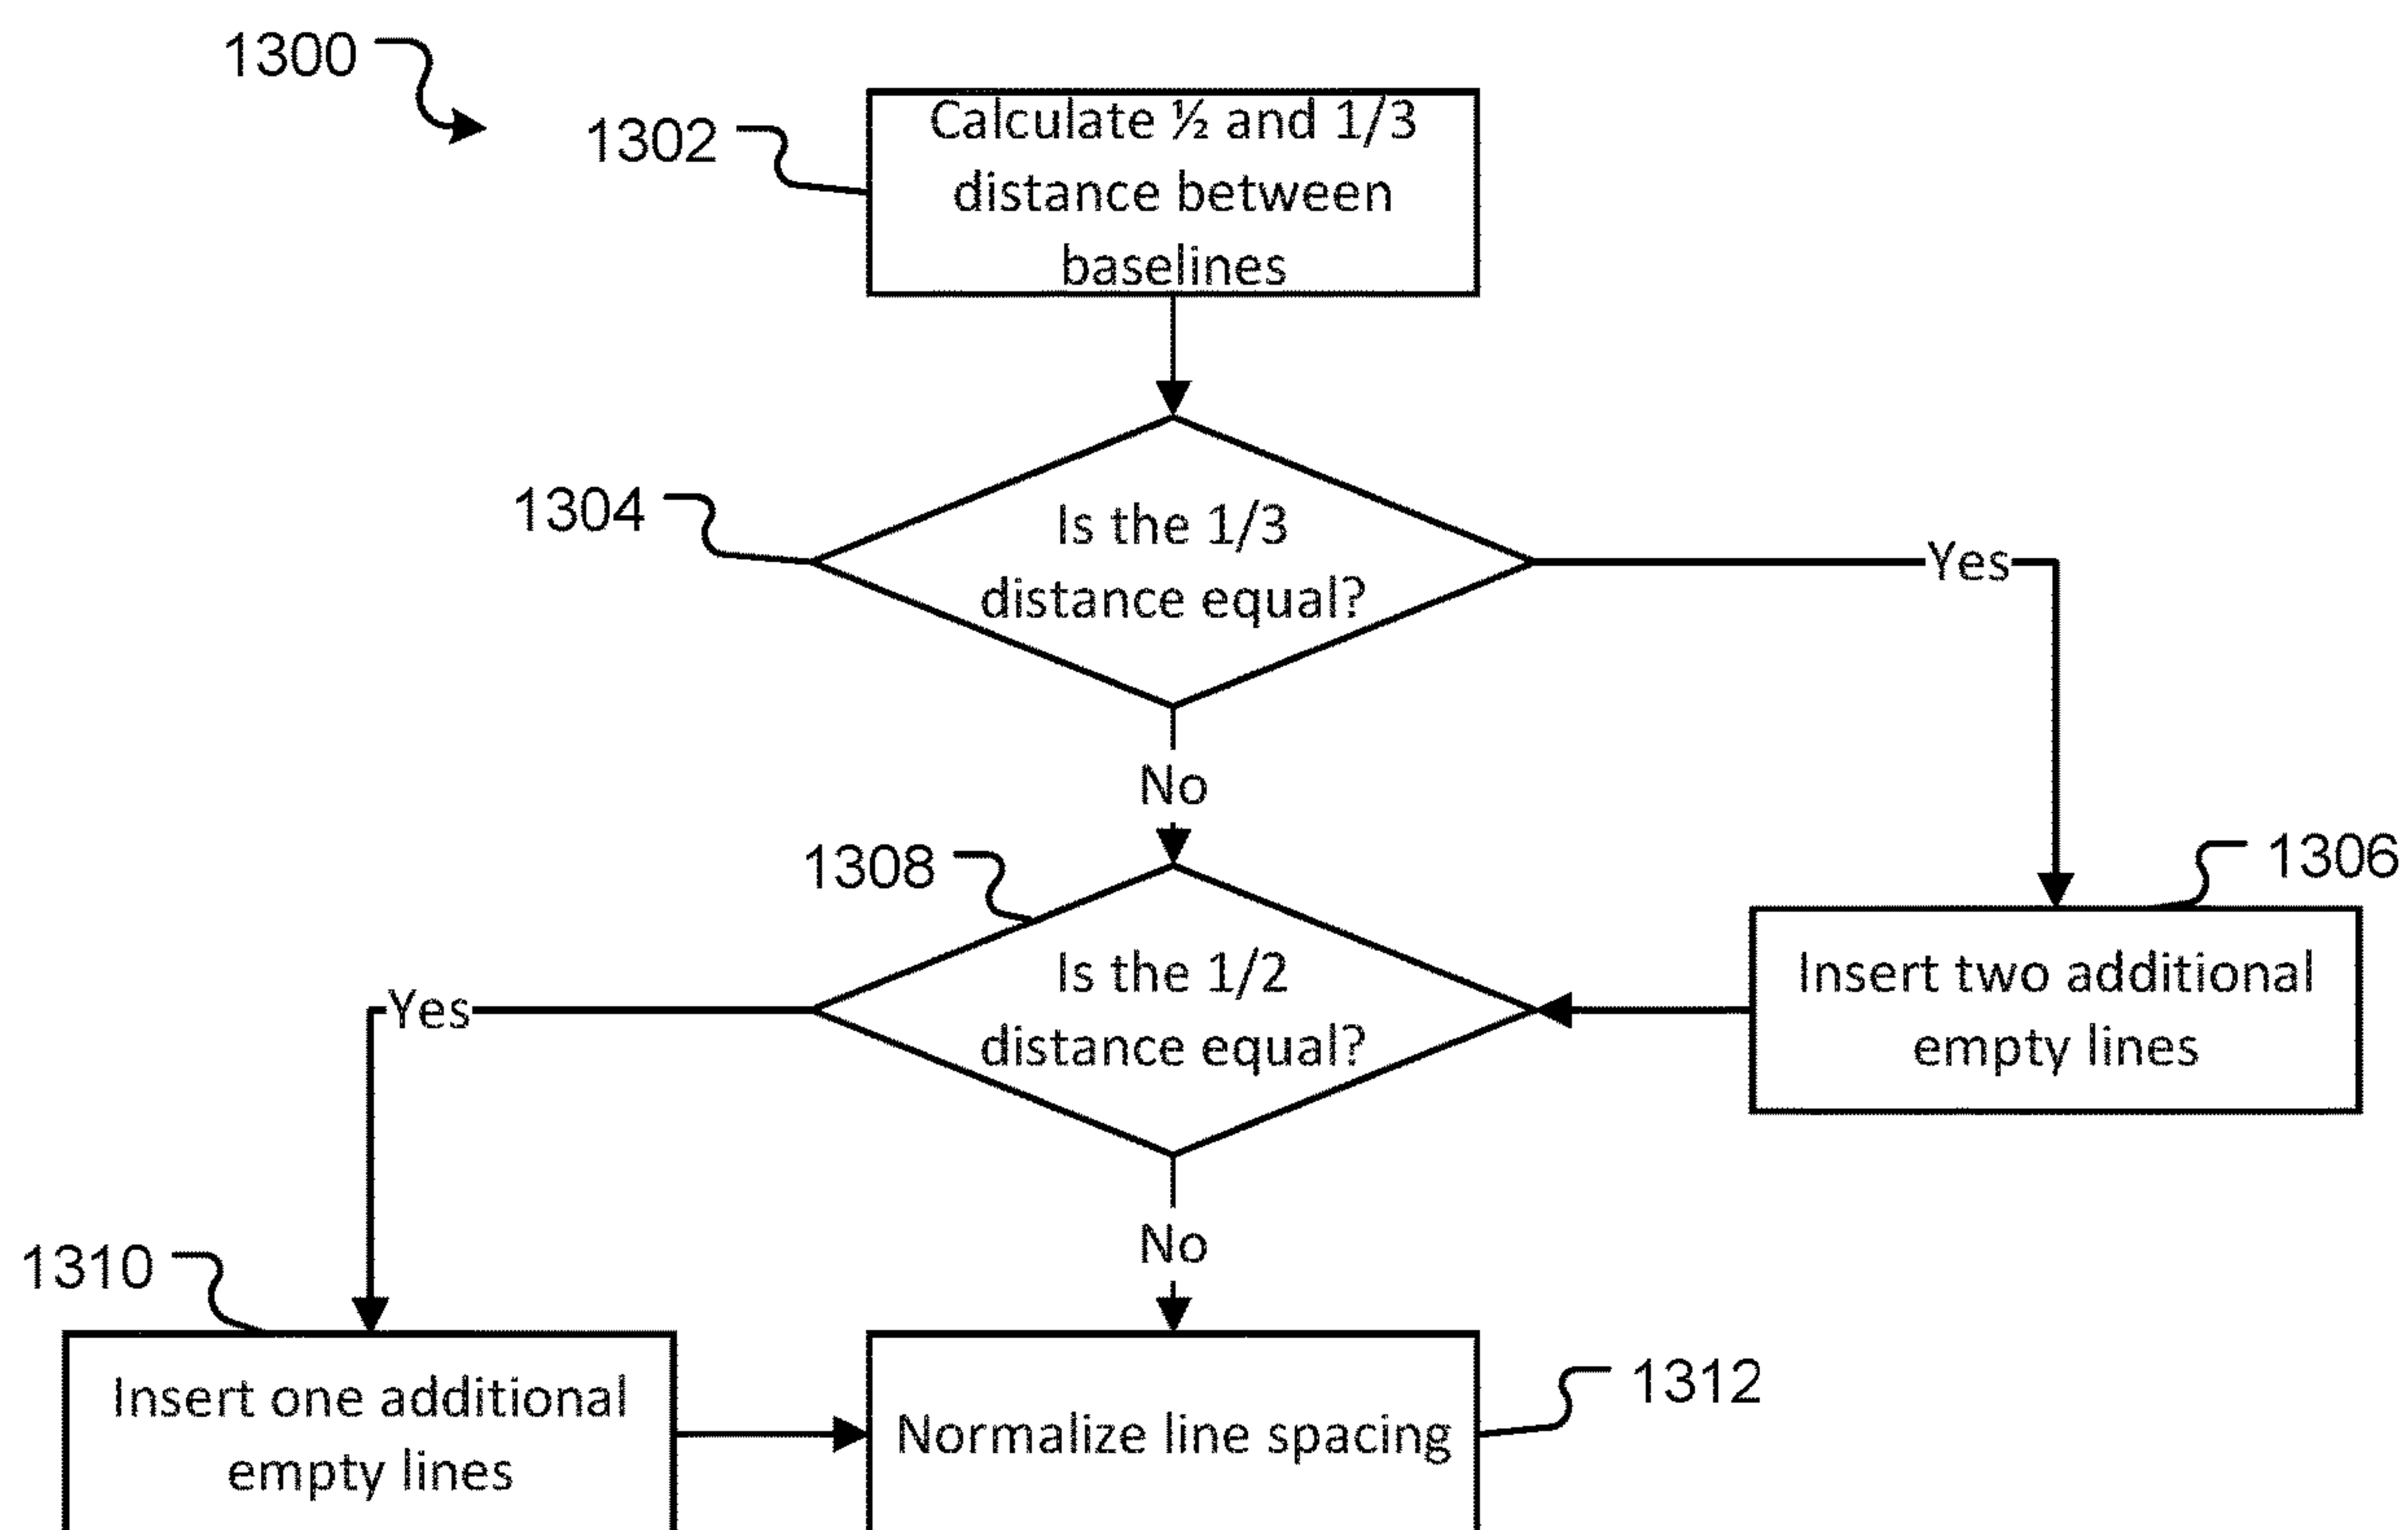 1300
1302
Calculate ½ and 1/3
distance between
baselines
1304
Is the 1/3
distance equal?
Yes
No
1308
1306
Is the 1/2
distance equal?
Insert two additional
empty lines
Yes
No
1310
Insert one additional
empty lines
Normalize line spacing
1312